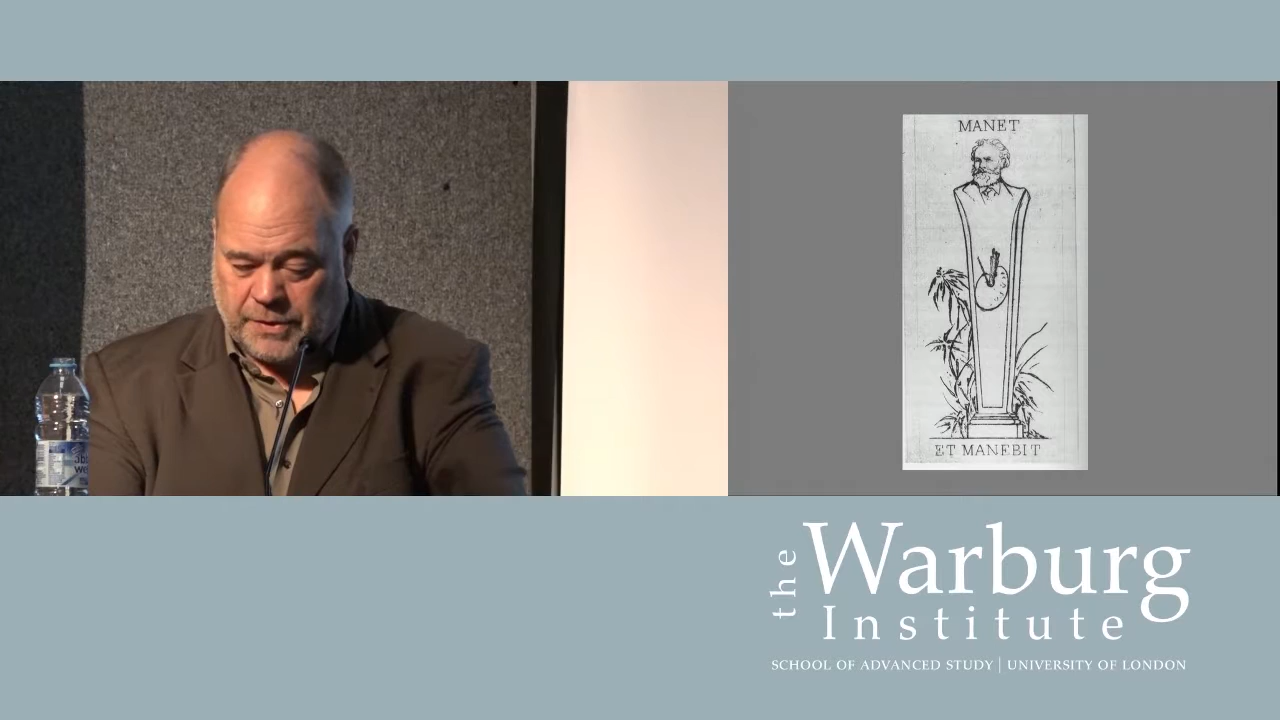 MANET
ET MANEBIT
the
Warburg
Institute
SCHOOL OF ADVANCED STUDY | UNIVERSITY OF LONDON